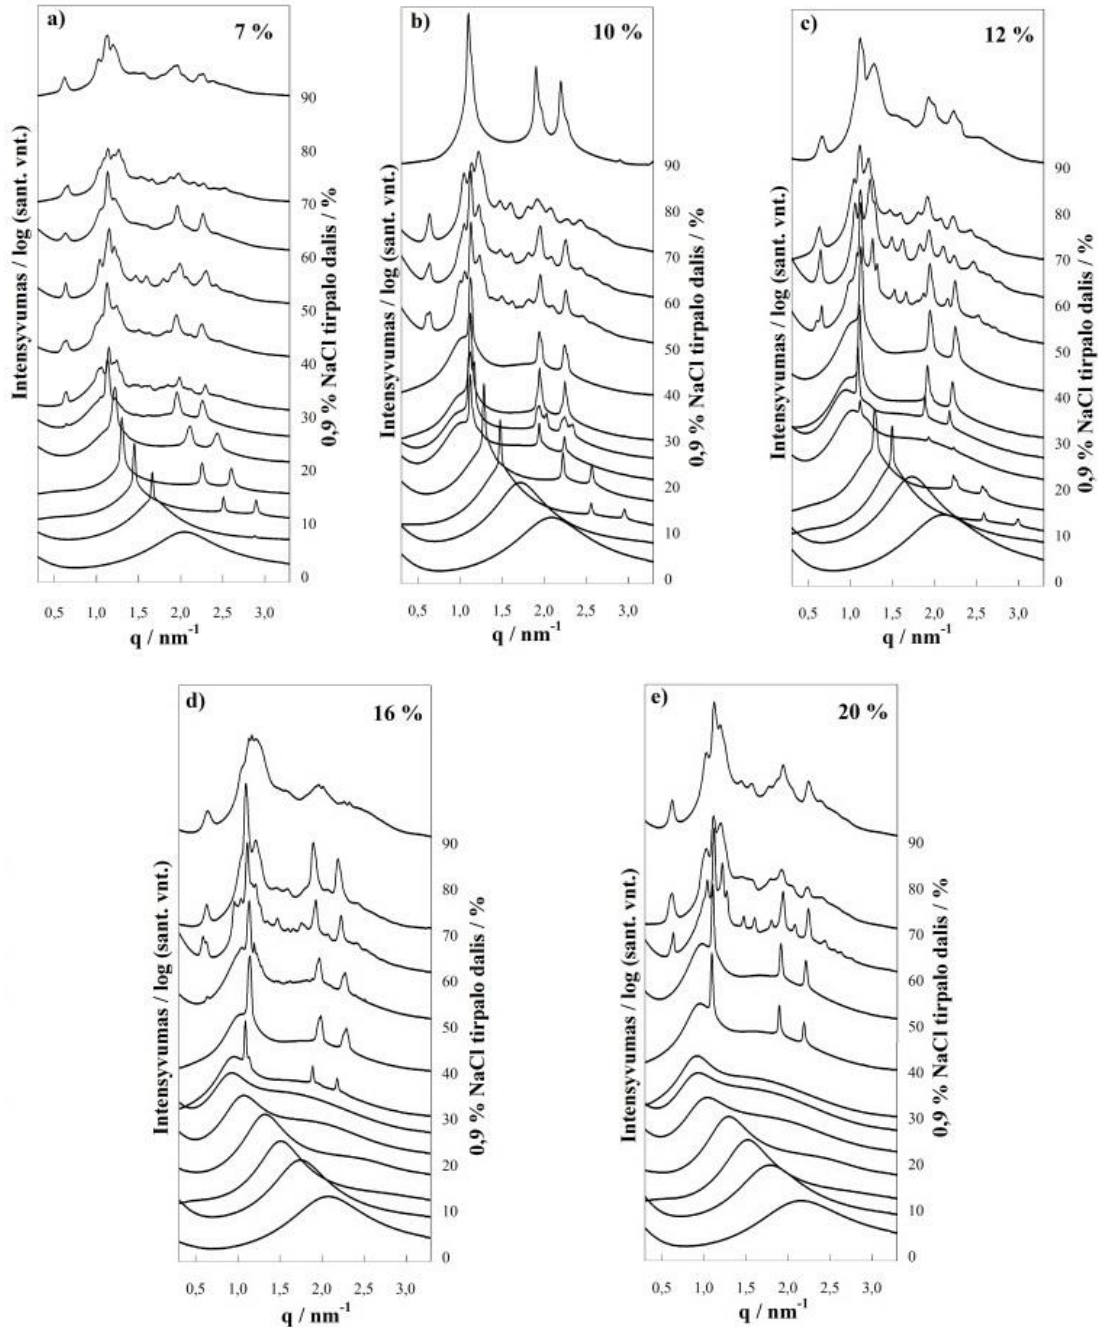 a)
7 %
Intensyvumas / log (sant. vnt.)
90
80
70
60
50
40
30
20
10
0
0,9 % NaCl tirpalo dalis / %
0,5 1,0 1,5 2,0 2,5 3,0
q / nm⁻¹
b)
10 %
Intensyvumas / log (sant. vnt.)
90
80
70
60
50
40
30
20
10
0
0,9 % NaCl tirpalo dalis / %
0,5 1,0 1,5 2,0 2,5 3,0
q / nm⁻¹
c)
12 %
Intensyvumas / log (sant. vnt.)
90
80
70
60
50
40
30
20
10
0
0,9 % NaCl tirpalo dalis / %
0,5 1,0 1,5 2,0 2,5 3,0
q / nm⁻¹
d)
16 %
Intensyvumas / log (sant. vnt.)
90
80
70
60
50
40
30
20
10
0
0,9 % NaCl tirpalo dalis / %
0,5 1,0 1,5 2,0 2,5 3,0
q / nm⁻¹
e)
20 %
Intensyvumas / log (sant. vnt.)
90
80
70
60
50
40
30
20
10
0
0,9 % NaCl tirpalo dalis / %
0,5 1,0 1,5 2,0 2,5 3,0
q / nm⁻¹